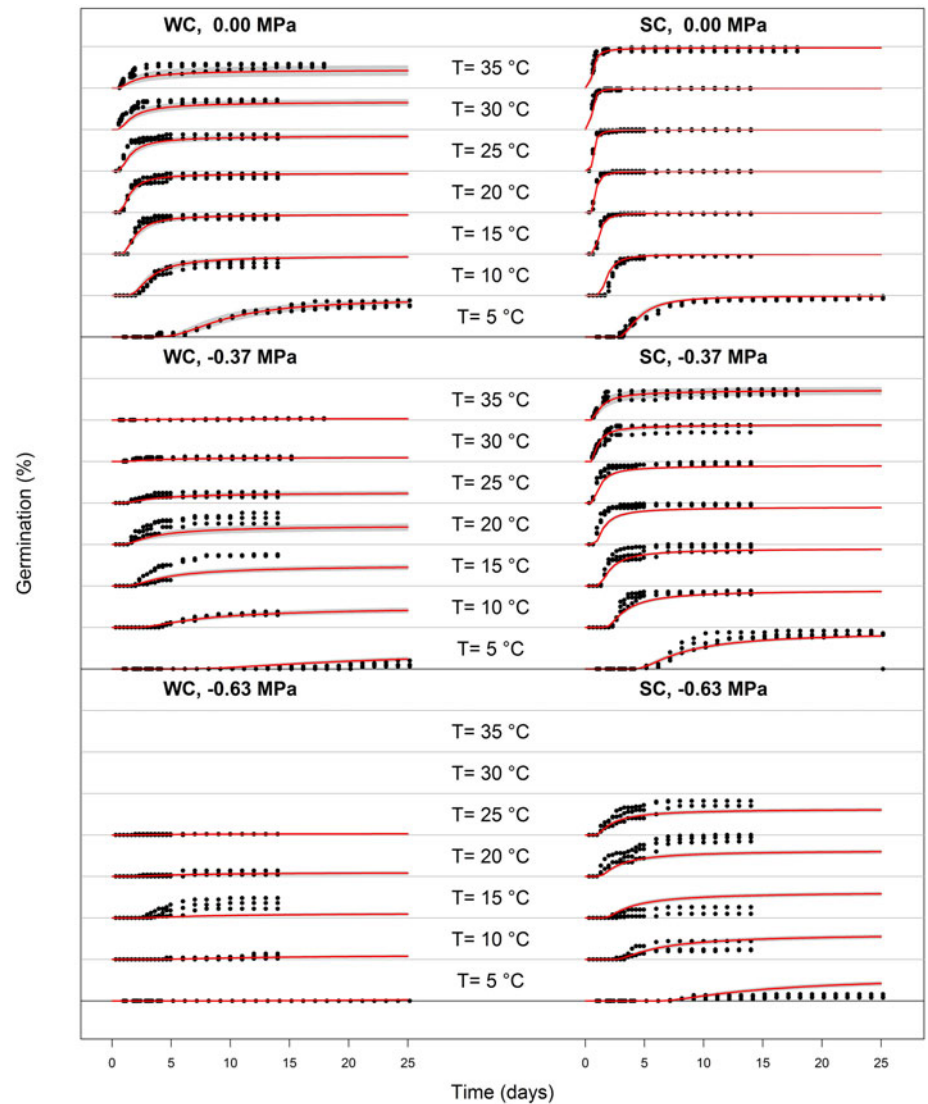 WC, 0.00 MPa SC, 0.00 MPa
T= 35 °C
T= 30 °C
T= 25 °C
T= 20 °C
T= 15 °C
T= 10 °C
T= 5 °C
WC, -0.37 MPa SC, -0.37 MPa
T= 35 °C
T= 30 °C
T= 25 °C
T= 20 °C
T= 15 °C
T= 10 °C
T= 5 °C
WC, -0.63 MPa SC, -0.63 MPa
T= 35 °C
T= 30 °C
T= 25 °C
T= 20 °C
T= 15 °C
T= 10 °C
T= 5 °C
Germination (%)
0 5 10 15 20 25 0 5 10 15 20 25
Time (days)